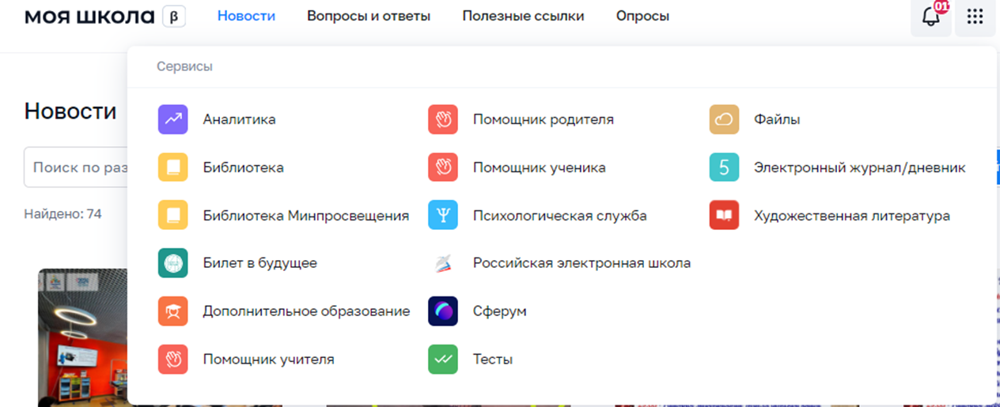 моя школа β Новости Вопросы и ответы Полезные ссылки Опросы 01
Сервисы
Новости
Поиск по раз
Найдено: 74
Аналитика
Библиотека
Библиотека Минпросвещения
Билет в будущее
Дополнительное образование
Помощник учителя
Помощник родителя
Помощник ученика
Психологическая служба
Российская электронная школа
Сферум
Тесты
Файлы
5 Электронный журнал/дневник
Художественная литература